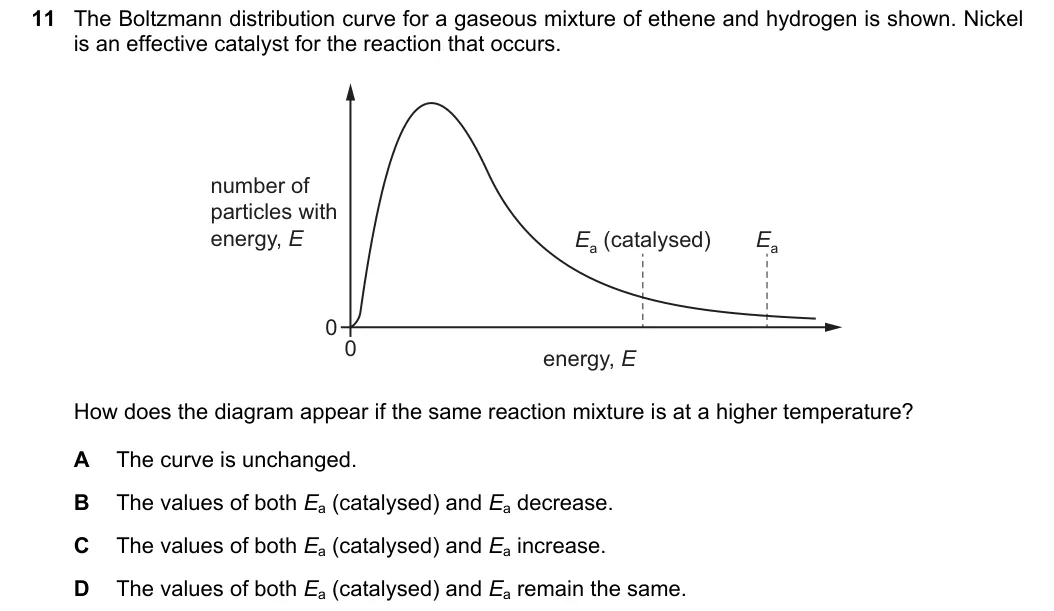 11 The Boltzmann distribution curve for a gaseous mixture of ethene and hydrogen is shown. Nickel
is an effective catalyst for the reaction that occurs.
number of
particles with
energy, E
Ea (catalysed)
Ea
0
0
energy, E
How does the diagram appear if the same reaction mixture is at a higher temperature?
A The curve is unchanged.
B The values of both Ea (catalysed) and Ea decrease.
C The values of both Ea (catalysed) and Ea increase.
D The values of both Ea (catalysed) and Ea remain the same.